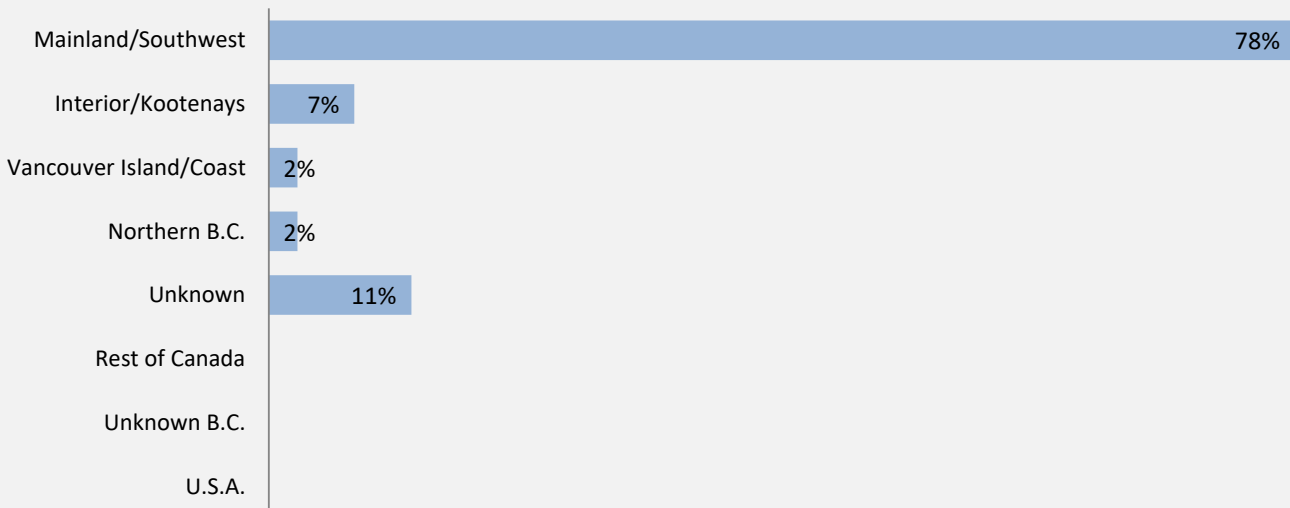 Mainland/Southwest 78%
Interior/Kootenays 7%
Vancouver Island/Coast 2%
Northern B.C. 2%
Unknown 11%
Rest of Canada
Unknown B.C.
U.S.A.